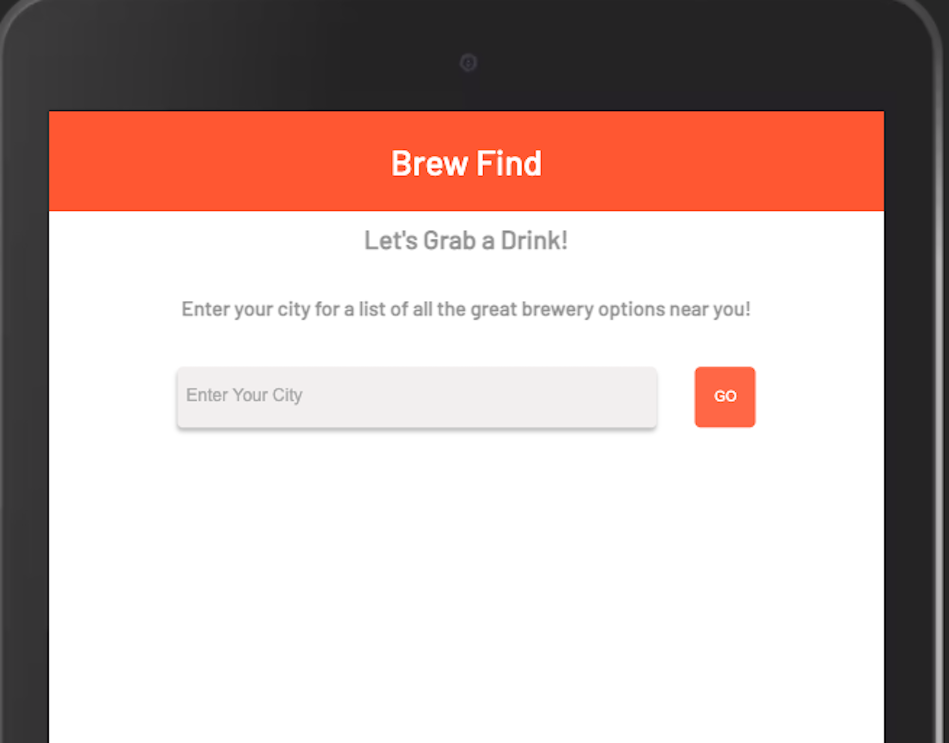 Brew Find
Let's Grab a Drink!
Enter your city for a list of all the great brewery options near you!
Enter Your City
GO